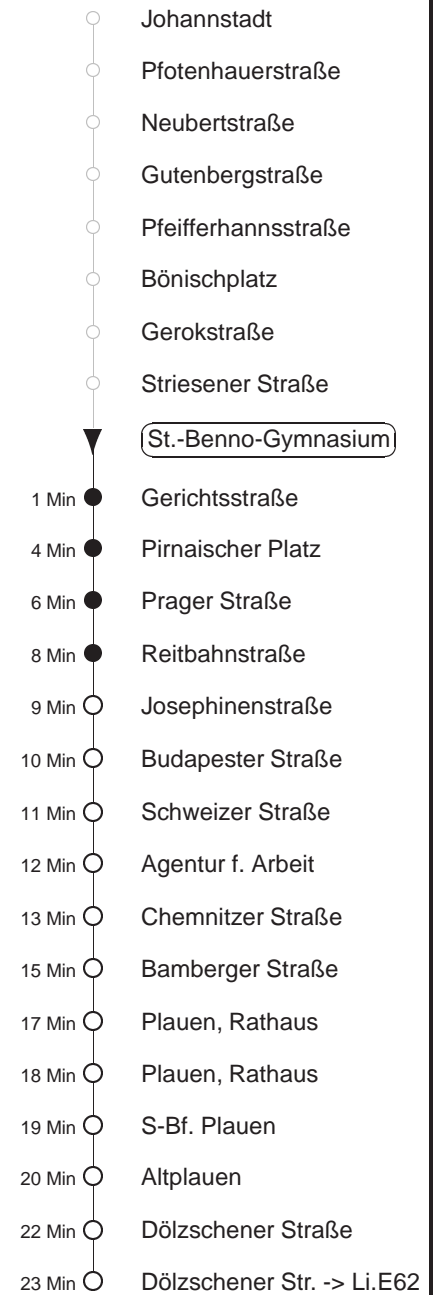 Johannstadt
Pfotenhauerstraße
Neubertstraße
Gutenbergstraße
Pfeifferhannsstraße
Bönischplatz
Gerokstraße
Striesener Straße
St.-Benno-Gymnasium
1 Min Gerichtsstraße
4 Min Pirnaischer Platz
6 Min Prager Straße
8 Min Reitbahnstraße
9 Min Josephinenstraße
10 Min Budapester Straße
11 Min Schweizer Straße
12 Min Agentur f. Arbeit
13 Min Chemnitzer Straße
15 Min Bamberger Straße
17 Min Plauen, Rathaus
18 Min Plauen, Rathaus
19 Min S-Bf. Plauen
20 Min Altplauen
22 Min Dölzschener Straße
23 Min Dölzschener Str. -> Li.E62